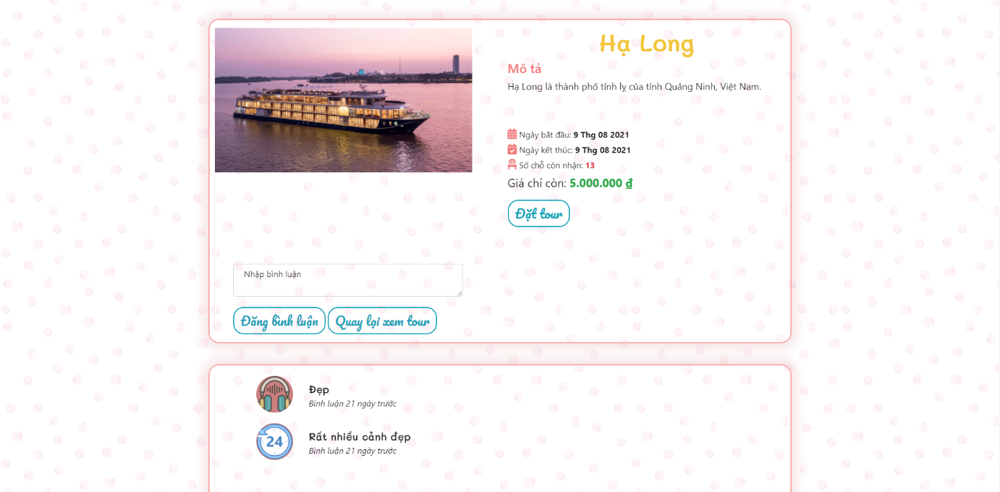 Hạ Long
Mô tả
Hạ Long là thành phố tỉnh lỵ của tỉnh Quảng Ninh, Việt Nam.
Ngày bắt đầu: 9 Thg 08 2021
Ngày kết thúc: 9 Thg 08 2021
Số chỗ còn nhận: 13
Giá chỉ còn: 5.000.000 ₫
Đặt tour
Nhập bình luận
Đăng bình luận Quay lại xem tour
Đẹp
Bình luận 21 ngày trước
24
Rất nhiều cảnh đẹp
Bình luận 21 ngày trước